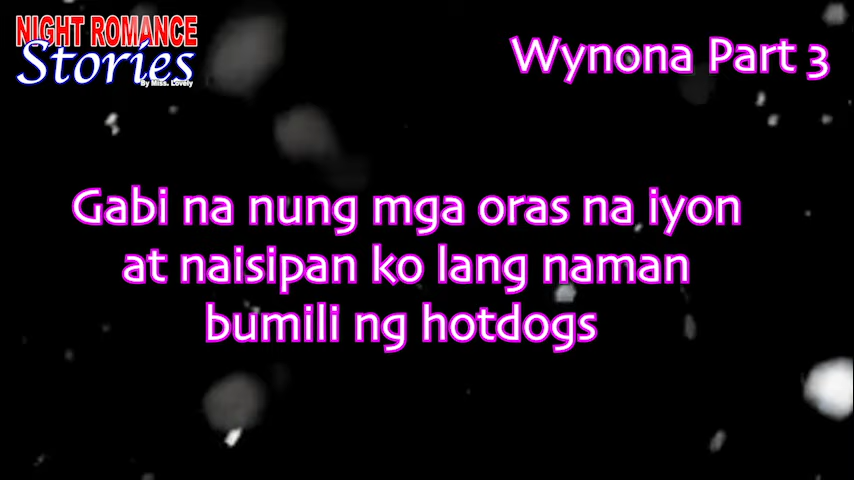 NIGHT ROMANCE
Stories
By Miss. Lovely
Wynona Part 3
Gabi na nung mga oras na iyon
at naisipan ko lang naman
bumili ng hotdogs